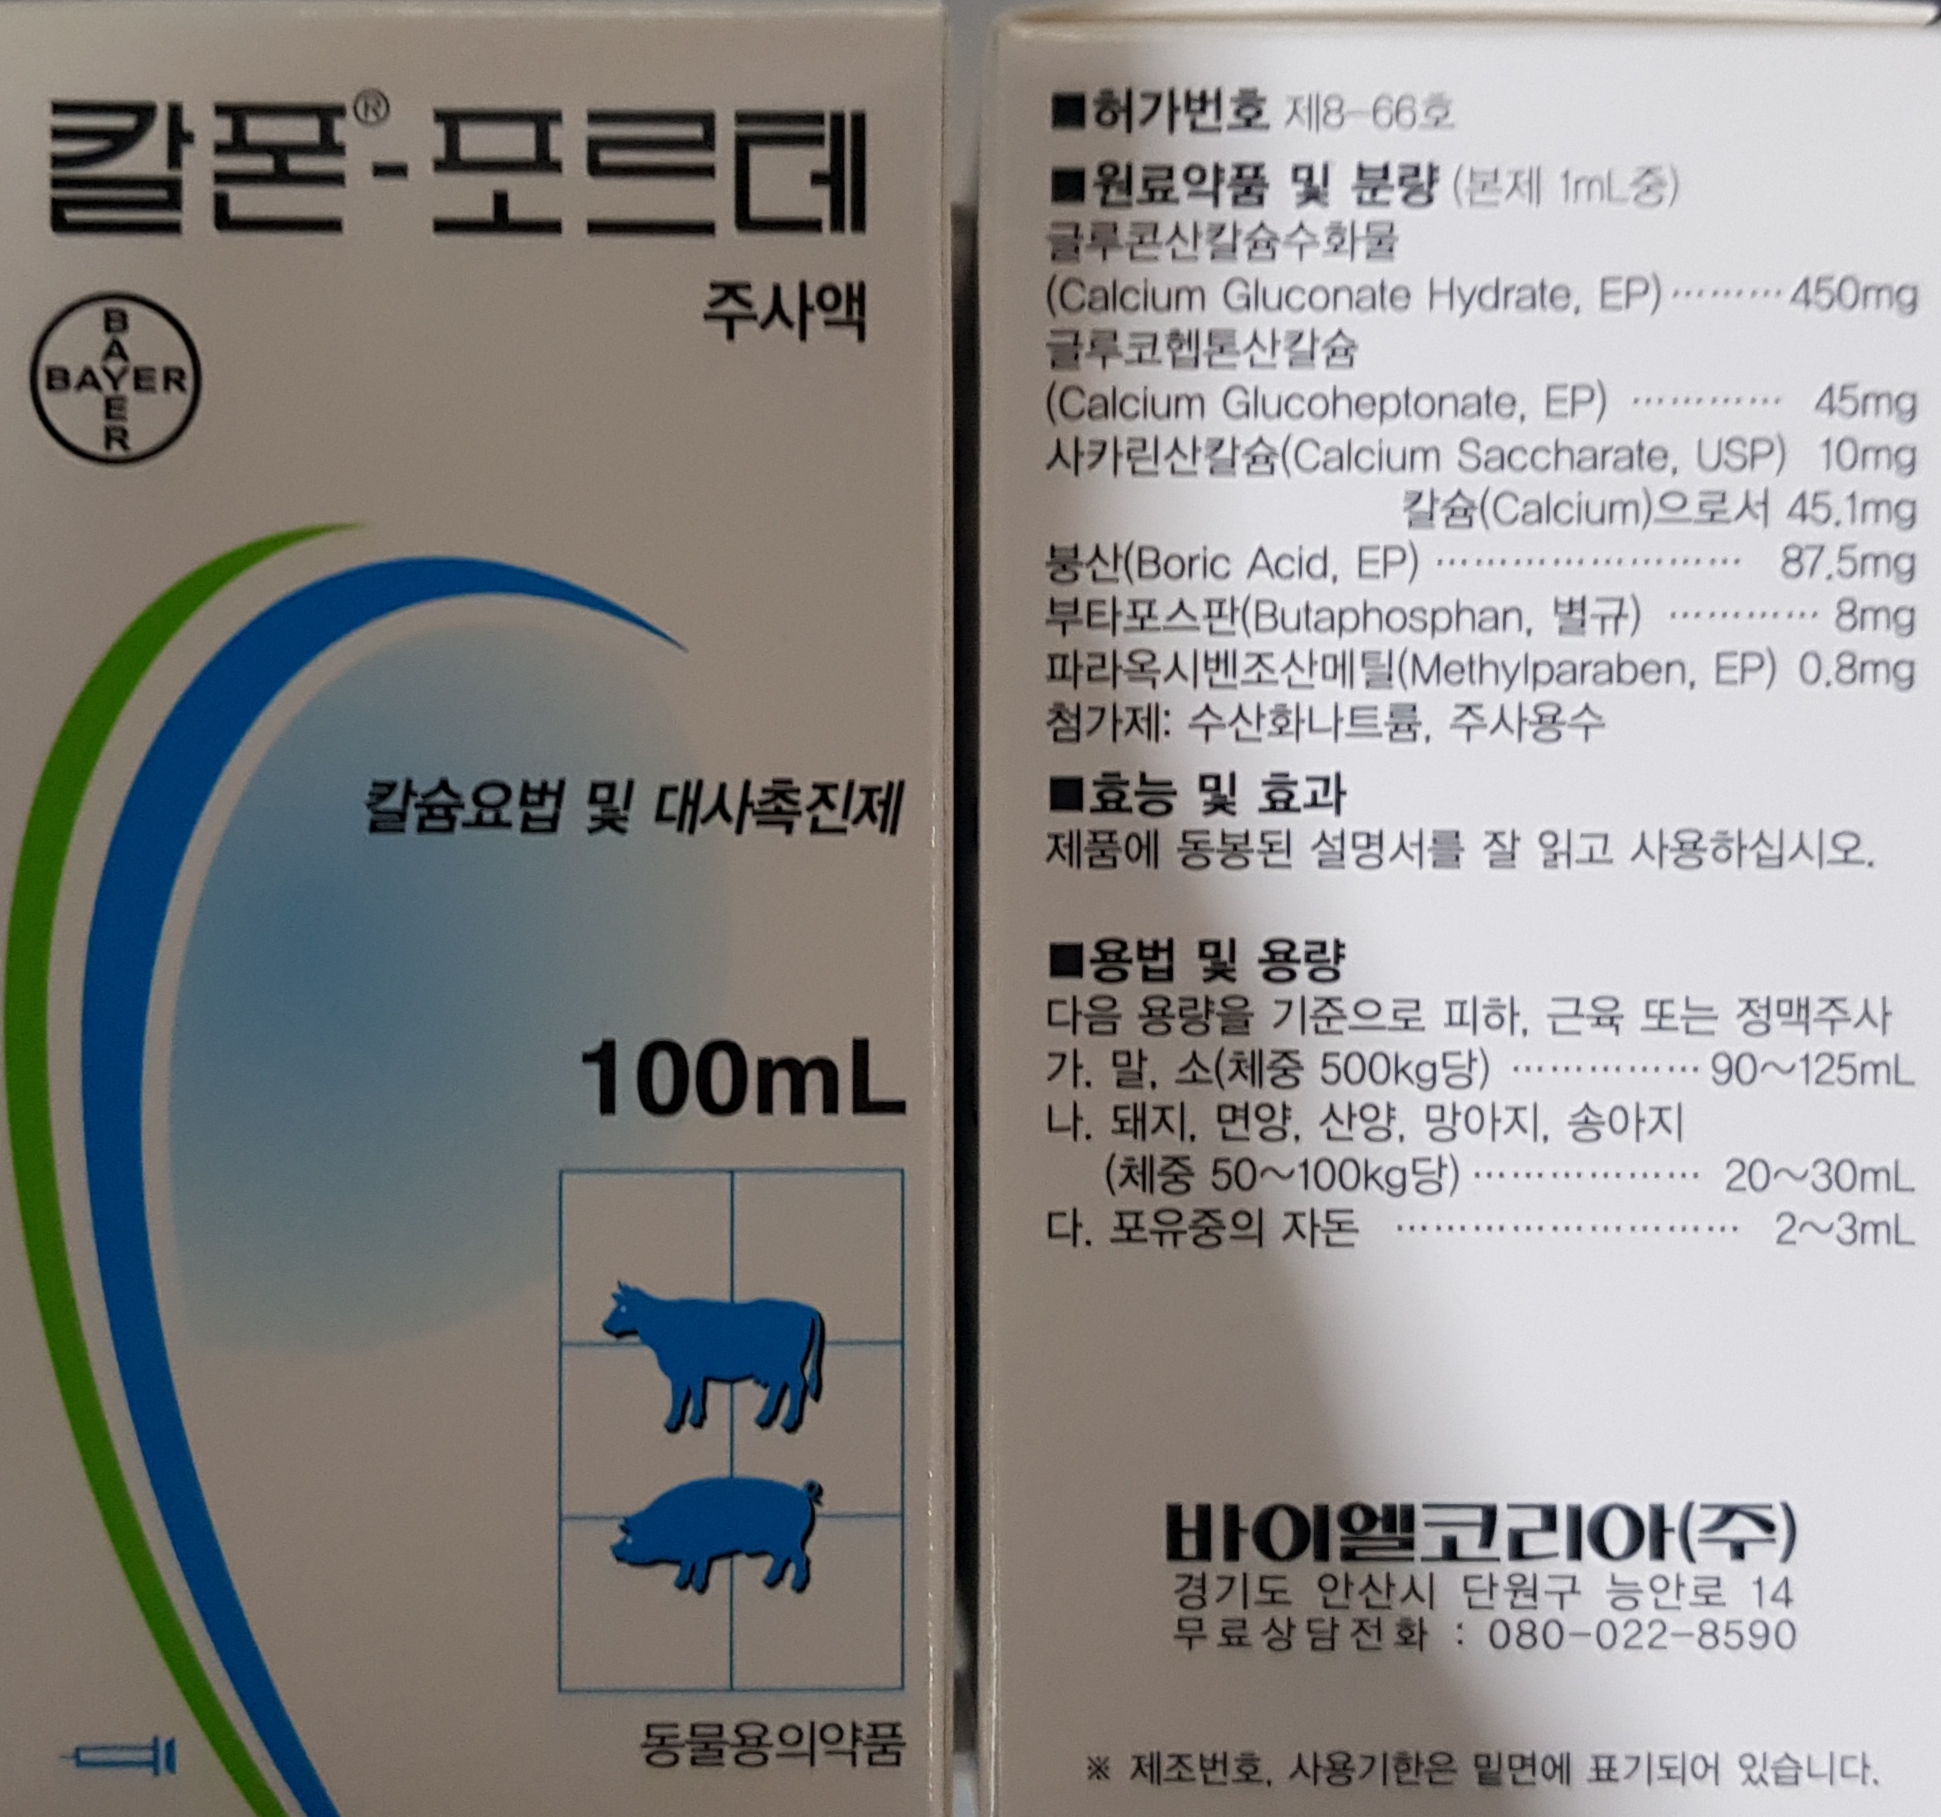 칼폰®-포르테
주사액
BAYER
BAYER
칼슘요법 및 대사촉진제
100mL
동물용의약품
■허가번호 제8-66호
■원료약품 및 분량 (본제 1mL중)
글루콘산칼슘수화물
(Calcium Gluconate Hydrate, EP) ⋯⋯⋯ 450mg
글루코헵톤산칼슘
(Calcium Glucoheptonate, EP) ⋯⋯⋯⋯ 45mg
사카린산칼슘(Calcium Saccharate, USP) 10mg
칼슘(Calcium)으로서 45.1mg
붕산(Boric Acid, EP) ⋯⋯⋯⋯⋯⋯⋯⋯ 87.5mg
부타포스판(Butaphosphan, 별규) ⋯⋯⋯⋯ 8mg
파라옥시벤조산메틸(Methylparaben, EP) 0.8mg
첨가제: 수산화나트륨, 주사용수
■효능 및 효과
제품에 동봉된 설명서를 잘 읽고 사용하십시오.
■용법 및 용량
다음 용량을 기준으로 피하, 근육 또는 정맥주사
가. 말, 소(체중 500kg당) ⋯⋯⋯⋯⋯ 90~125mL
나. 돼지, 면양, 산양, 망아지, 송아지
(체중 50~100kg당) ⋯⋯⋯⋯⋯⋯ 20~30mL
다. 포유중의 자돈 ⋯⋯⋯⋯⋯⋯⋯⋯⋯ 2~3mL
바이엘코리아(주)
경기도 안산시 단원구 능안로 14
무료상담전화 : 080-022-8590
※ 제조번호, 사용기한은 밑면에 표기되어 있습니다.